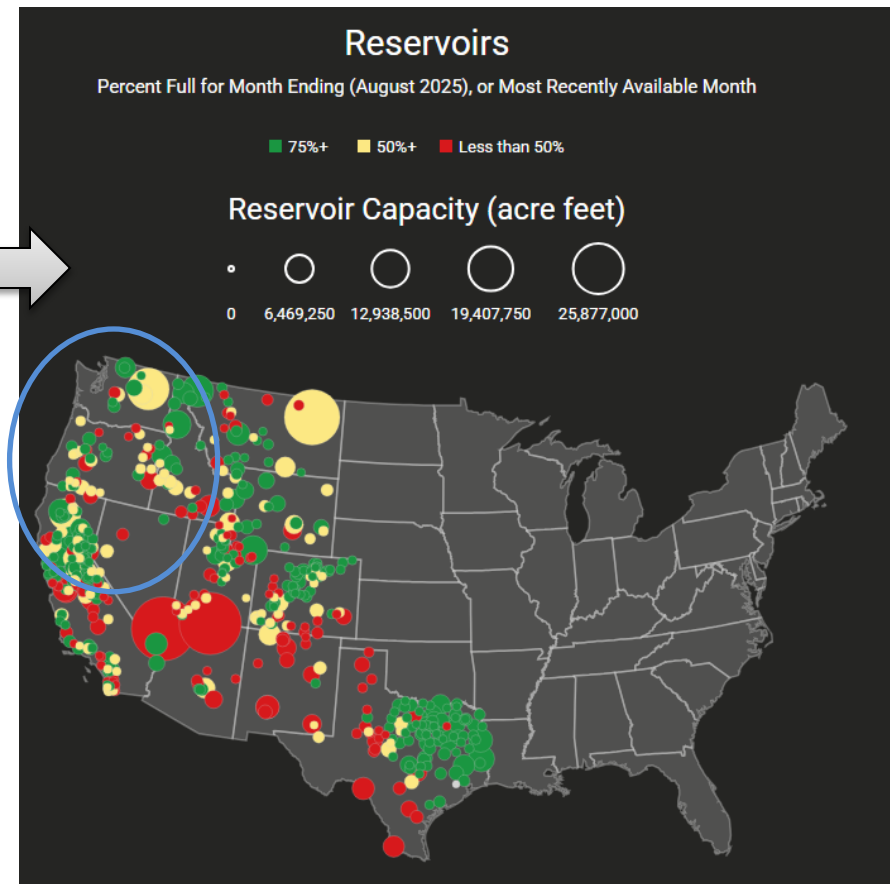 Reservoirs
Percent Full for Month Ending (August 2025), or Most Recently Available Month
75%+ 50%+ Less than 50%
Reservoir Capacity (acre feet)
0 6,469,250 12,938,500 19,407,750 25,877,000